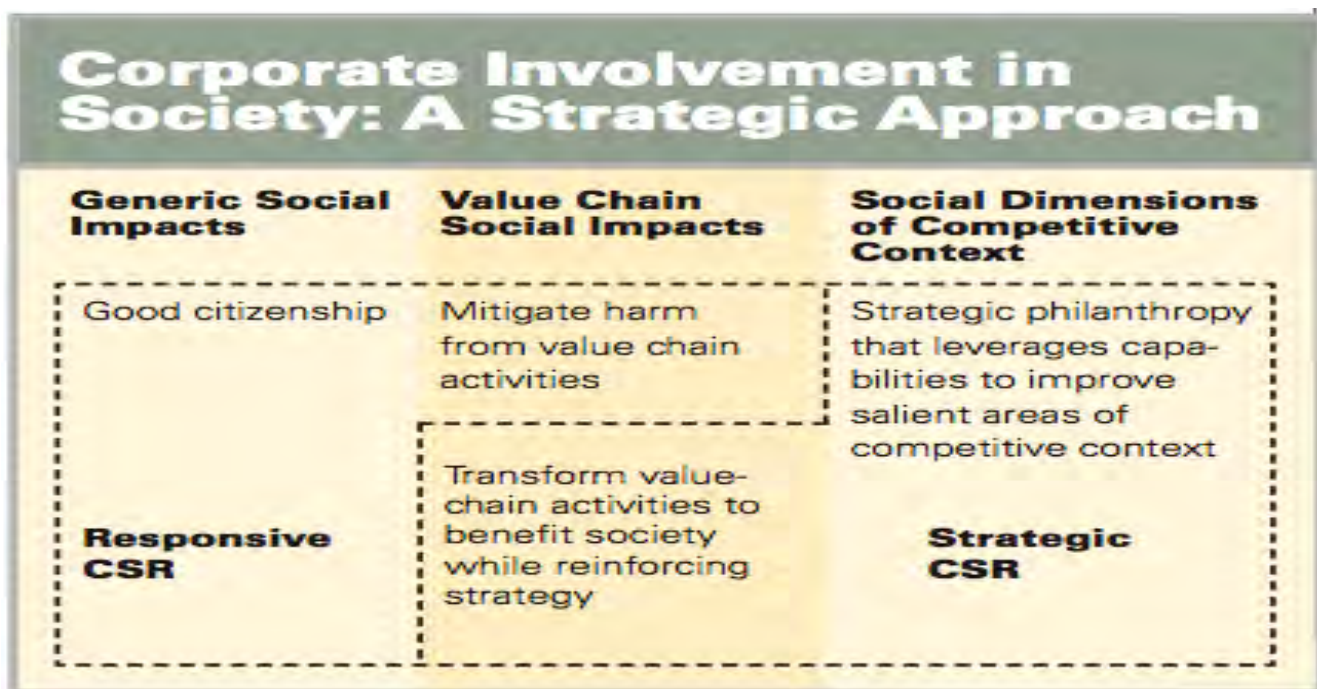 Corporate Involvement in
Society: A Strategic Approach
Generic Social
Impacts
Value Chain
Social Impacts
Social Dimensions
of Competitive
Context
Good citizenship
Mitigate harm
from value chain
activities
Strategic philanthropy
that leverages capa-
bilities to improve
salient areas of
competitive context
Transform value-
chain activities to
benefit society
while reinforcing
strategy
Responsive
CSR
Strategic
CSR